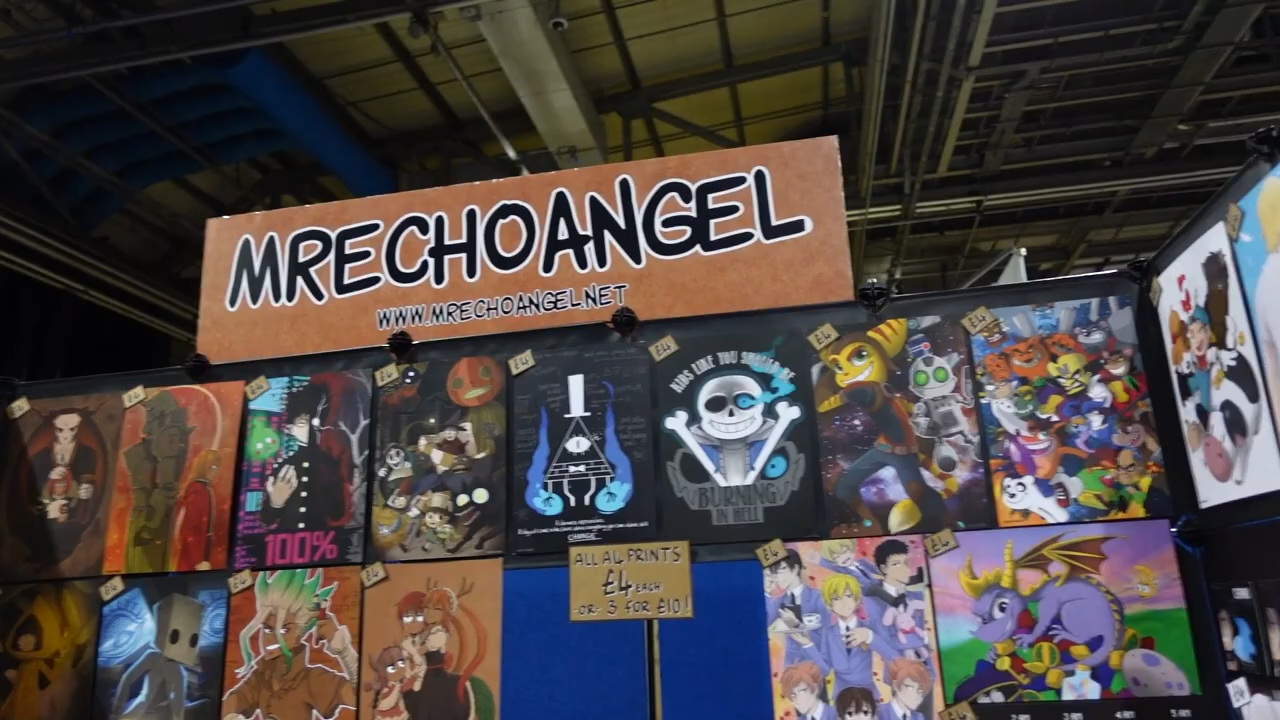 MRECHOANGEL
WWW.MRECHOANGEL.NET
£4
£4
£4
£4
£4
£4
£4
£4
KIDS LIKE YOU SHOULD BE
BURNING
IN HELL
100%
CHANGE
ALL A4 PRINTS
£4 EACH
-OR- 3 FOR £10!
£4
£4
£4
£4
£4